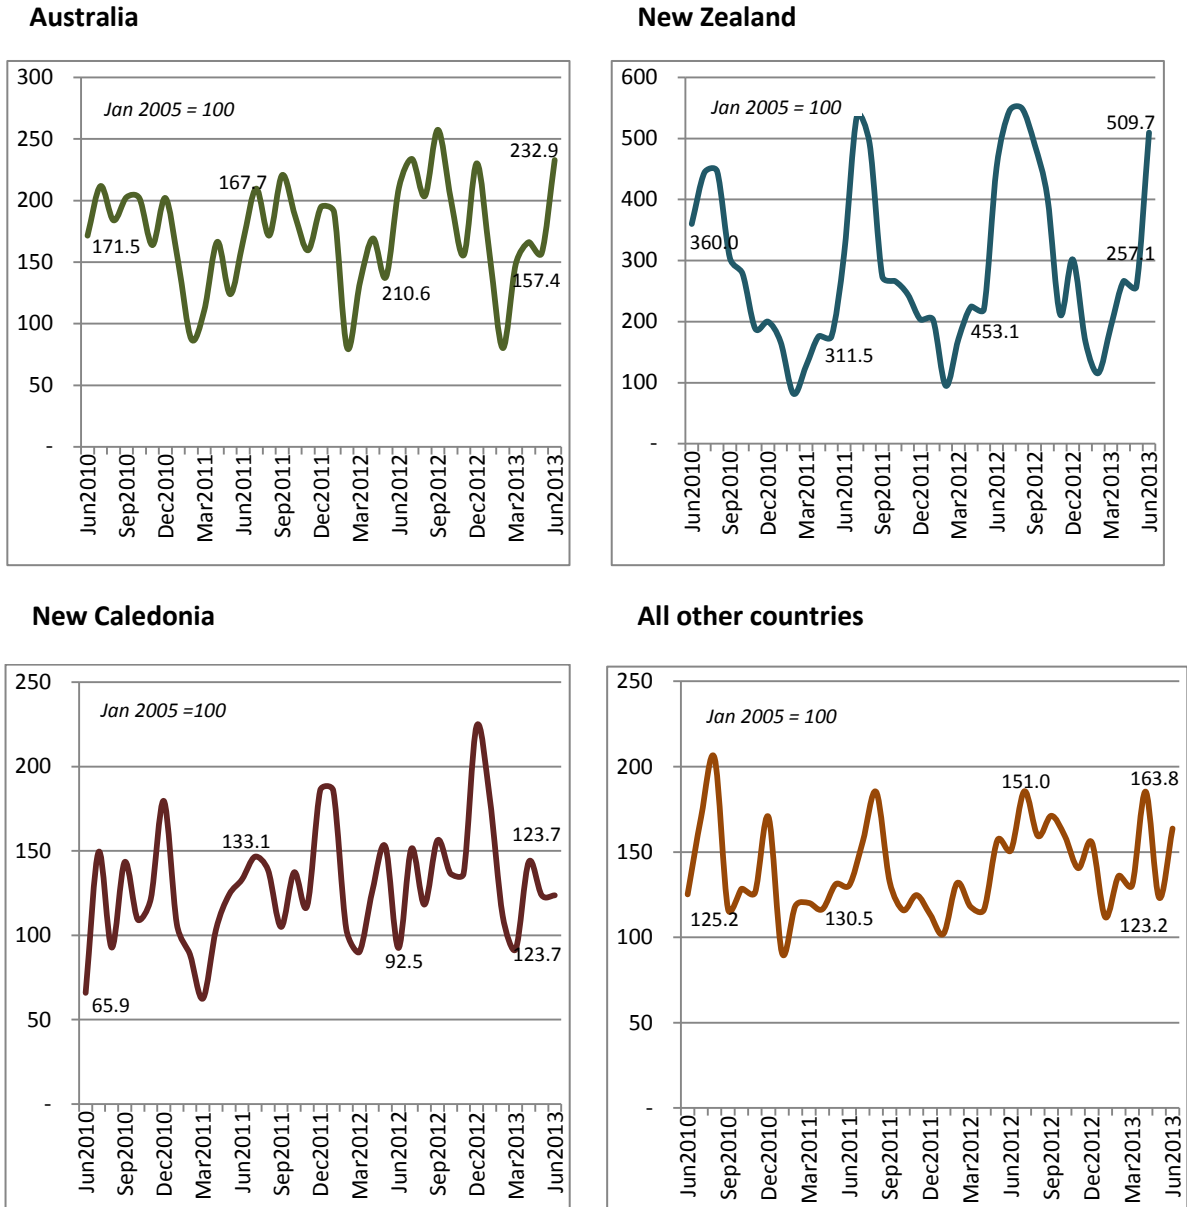 Australia
300
250
200
150
100
50
-
Jan 2005 = 100
171.5
167.7
210.6
232.9
157.4
Jun2010
Sep2010
Dec2010
Mar2011
Jun2011
Sep2011
Dec2011
Mar2012
Jun2012
Sep2012
Dec2012
Mar2013
Jun2013
New Zealand
600
500
400
300
200
100
-
Jan 2005 = 100
360.0
311.5
453.1
509.7
257.1
Jun2010
Sep2010
Dec2010
Mar2011
Jun2011
Sep2011
Dec2011
Mar2012
Jun2012
Sep2012
Dec2012
Mar2013
Jun2013
New Caledonia
250
200
150
100
50
-
Jan 2005 =100
65.9
133.1
92.5
123.7
123.7
Jun2010
Sep2010
Dec2010
Mar2011
Jun2011
Sep2011
Dec2011
Mar2012
Jun2012
Sep2012
Dec2012
Mar2013
Jun2013
All other countries
250
200
150
100
50
-
Jan 2005 = 100
125.2
130.5
151.0
163.8
123.2
Jun2010
Sep2010
Dec2010
Mar2011
Jun2011
Sep2011
Dec2011
Mar2012
Jun2012
Sep2012
Dec2012
Mar2013
Jun2013